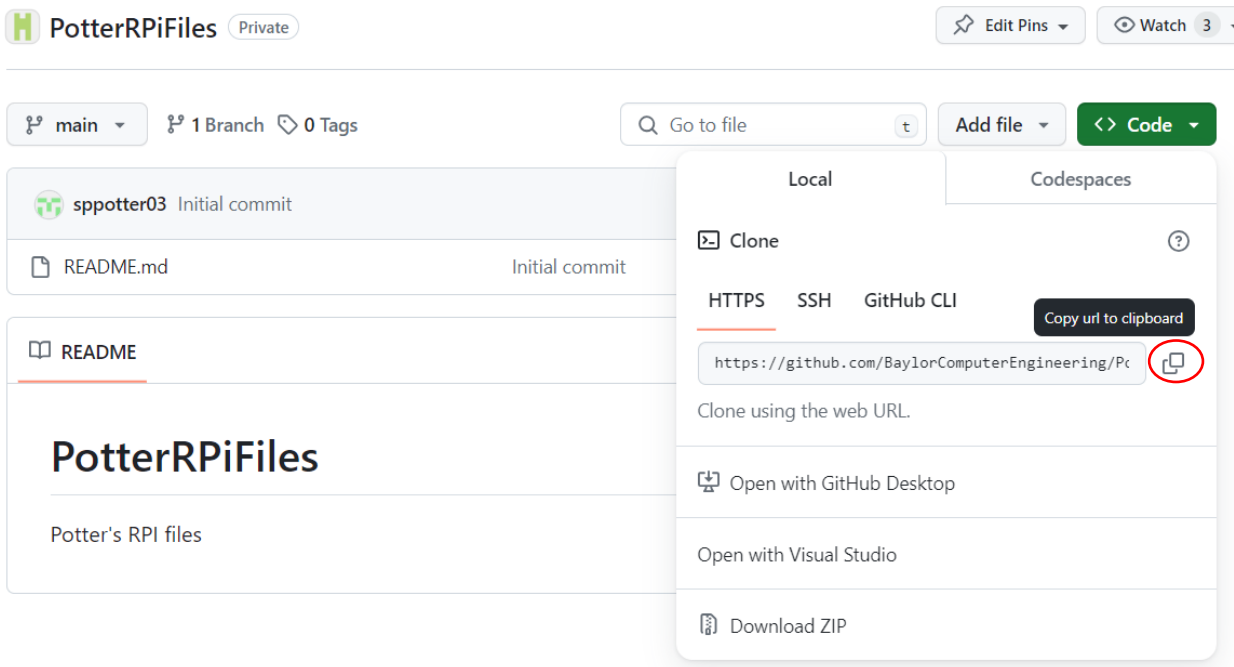 PotterRPiFiles Private
Edit Pins
Watch 3
main
1 Branch
0 Tags
Go to file
t
Add file
Code
sppotter03 Initial commit
README.md Initial commit
README
PotterRPiFiles
Potter's RPI files
Local Codespaces
Clone
HTTPS SSH GitHub CLI
Copy url to clipboard
https://github.com/BaylorComputerEngineering/Po
Clone using the web URL.
Open with GitHub Desktop
Open with Visual Studio
Download ZIP